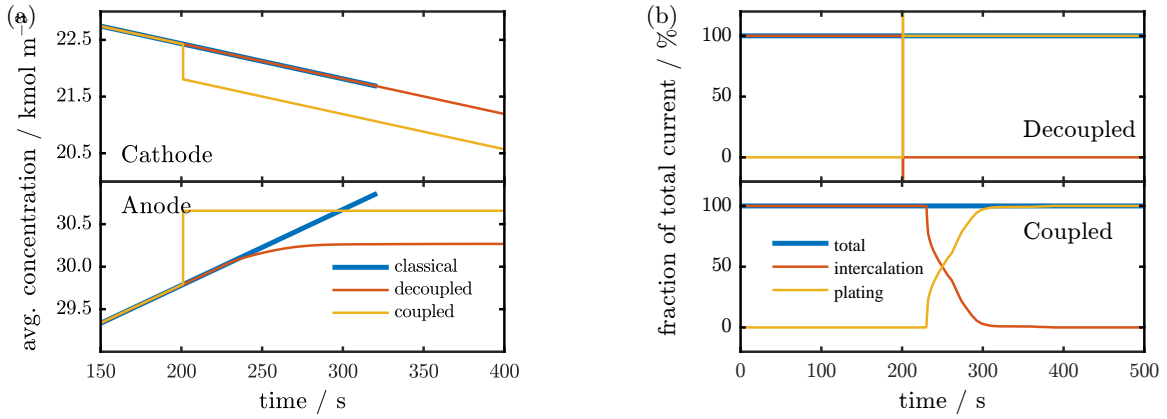 (a)
avg. concentration / kmol m⁻³
22.5
21.5
20.5
Cathode
30.5
30.0
29.5
Anode
classical
decoupled
coupled
150 200 250 300 350 400
time / s
(b)
fraction of total current / %
100
50
0
Decoupled
100
50
0
Coupled
total
intercalation
plating
0 100 200 300 400 500
time / s